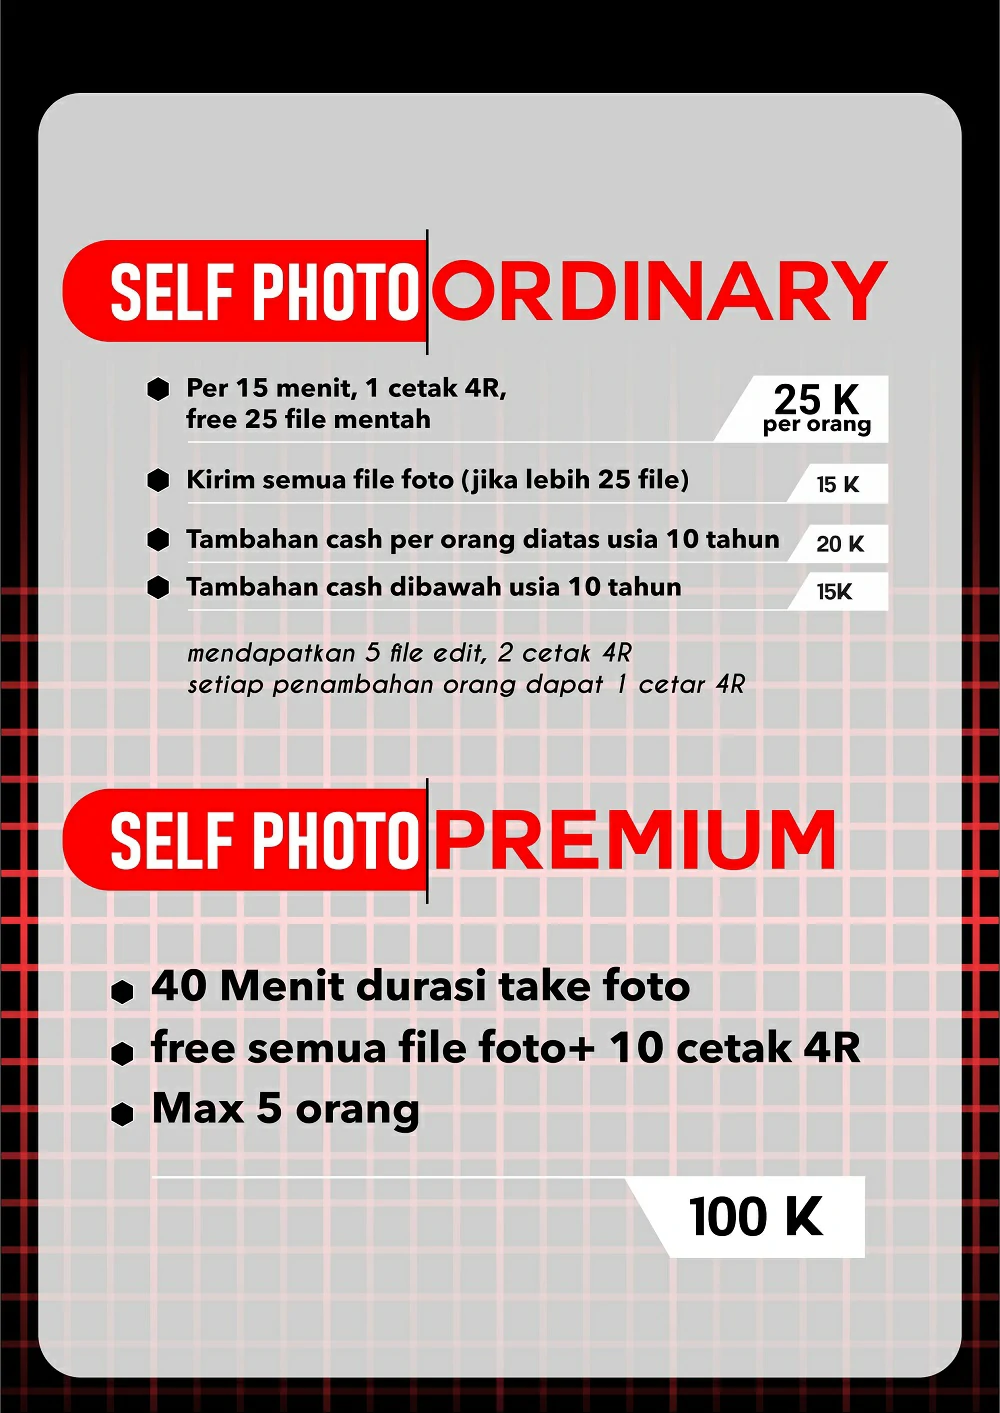 SELF PHOTO ORDINARY
Per 15 menit, 1 cetak 4R,
free 25 file mentah
25 K
per orang
Kirim semua file foto (jika lebih 25 file)
15 K
Tambahan cash per orang diatas usia 10 tahun
20 K
Tambahan cash dibawah usia 10 tahun
15K
mendapatkan 5 file edit, 2 cetak 4R
setiap penambahan orang dapat 1 cetar 4R
SELF PHOTO PREMIUM
40 Menit durasi take foto
free semua file foto+ 10 cetak 4R
Max 5 orang
100 K